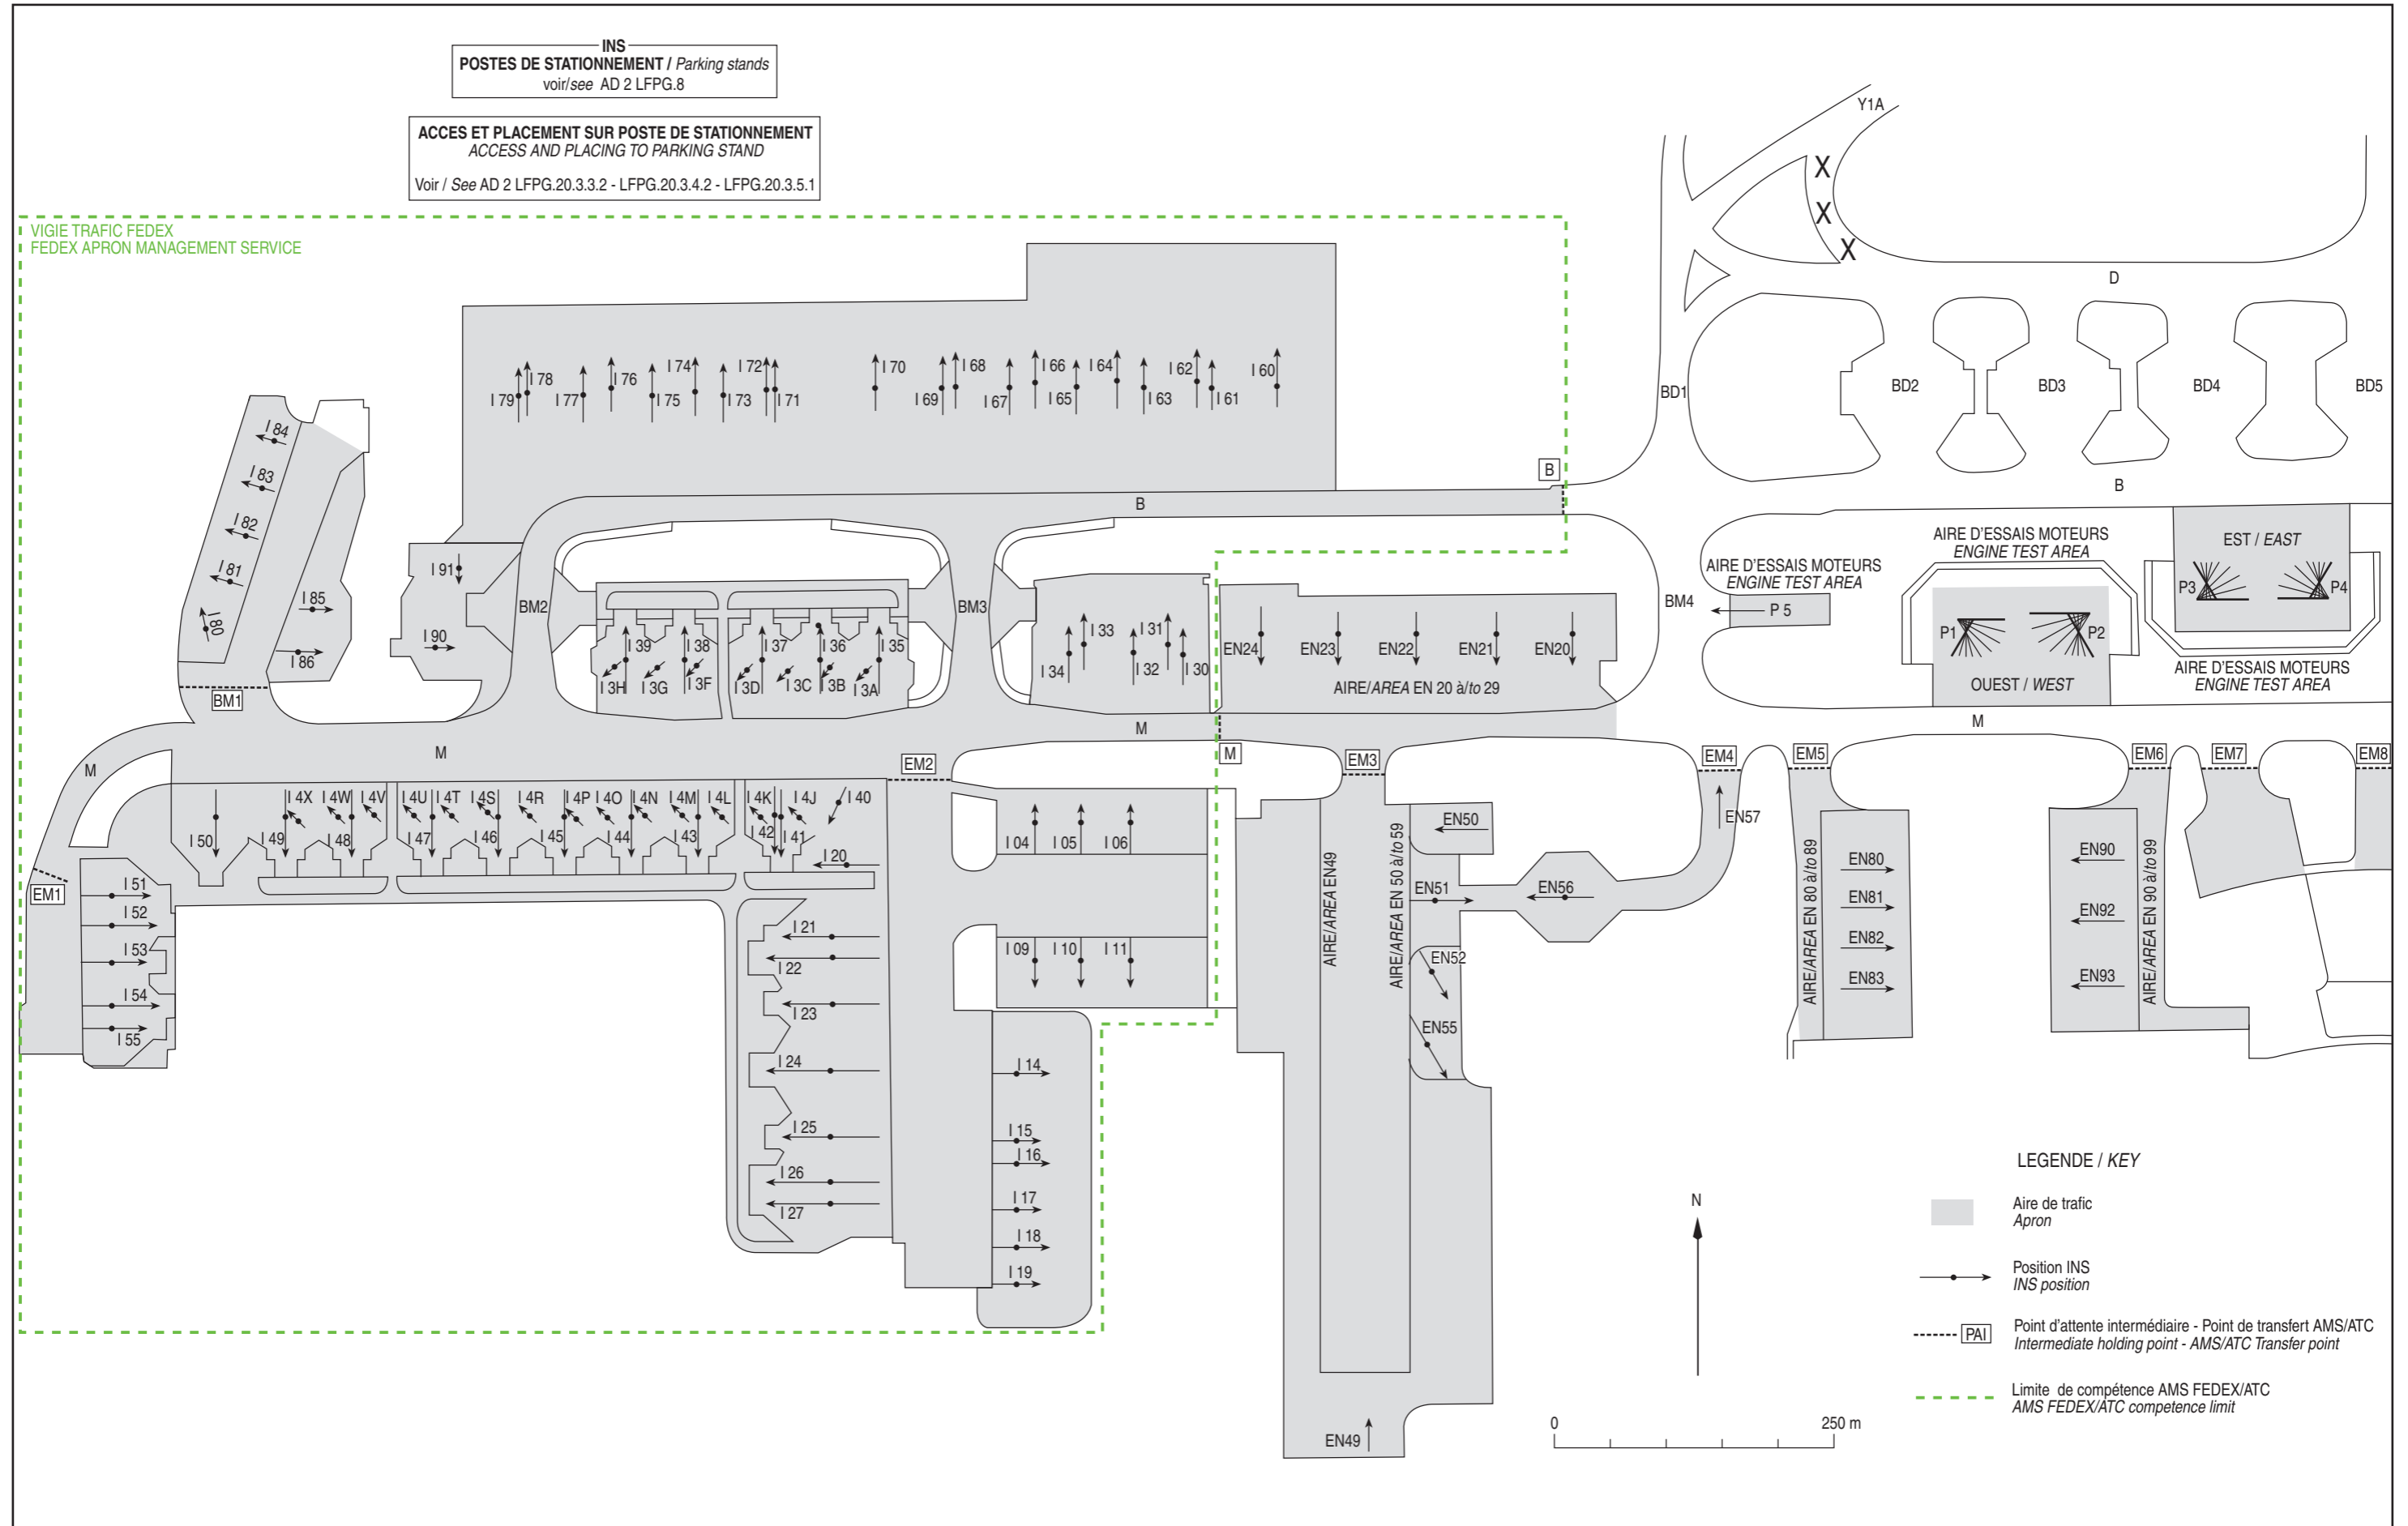 INS
POSTES DE STATIONNEMENT / Parking stands
voir/see AD 2 LFPG.8
ACCES ET PLACEMENT SUR POSTE DE STATIONNEMENT
ACCESS AND PLACING TO PARKING STAND
Voir / See AD 2 LFPG.20.3.3.2 - LFPG.20.3.4.2 - LFPG.20.3.5.1
VIGIE TRAFIC FEDEX
FEDEX APRON MANAGEMENT SERVICE
Y1A
X
X
X
D
I 79
I 78
I 77
I 76
I 75
I 74
I 73
I 72
I 71
I 70
I 69
I 68
I 67
I 66
I 65
I 64
I 63
I 62
I 61
I 60
BD1
BD2
BD3
BD4
BD5
I 84
I 83
I 82
I 81
I 80
I 85
I 86
I 91
I 90
B
B
B
BM2
BM3
BM4
I 39
I 38
I 37
I 36
I 35
I 3H
I 3G
I 3F
I 3D
I 3C
I 3B
I 3A
I 34
I 33
I 32
I 31
I 30
EN24
EN23
EN22
EN21
EN20
AIRE/AREA EN 20 à/to 29
AIRE D'ESSAIS MOTEURS
ENGINE TEST AREA
P 5
AIRE D'ESSAIS MOTEURS
ENGINE TEST AREA
P1
P2
OUEST / WEST
EST / EAST
P3
P4
AIRE D'ESSAIS MOTEURS
ENGINE TEST AREA
BM1
M
M
M
M
M
EM2
EM3
EM4
EM5
EM6
EM7
EM8
EM1
I 50
I 4X
I 4W
I 4V
I 4U
I 4T
I 4S
I 4R
I 4P
I 4O
I 4N
I 4M
I 4L
I 4K
I 4J
I 40
I 49
I 48
I 47
I 46
I 45
I 44
I 43
I 42
I 41
I 20
I 51
I 52
I 53
I 54
I 55
I 21
I 22
I 23
I 24
I 25
I 26
I 27
I 04
I 05
I 06
I 09
I 10
I 11
I 14
I 15
I 16
I 17
I 18
I 19
AIRE/AREA EN49
AIRE/AREA EN 50 à/to 59
EN50
EN51
EN56
EN52
EN55
EN57
EN49
AIRE/AREA EN 80 à/to 89
EN80
EN81
EN82
EN83
EN90
EN92
EN93
AIRE/AREA EN 90 à/to 99
N
0
250 m
LEGENDE / KEY
Aire de trafic
Apron
Position INS
INS position
PAI
Point d'attente intermédiaire - Point de transfert AMS/ATC
Intermediate holding point - AMS/ATC Transfer point
Limite de compétence AMS FEDEX/ATC
AMS FEDEX/ATC competence limit